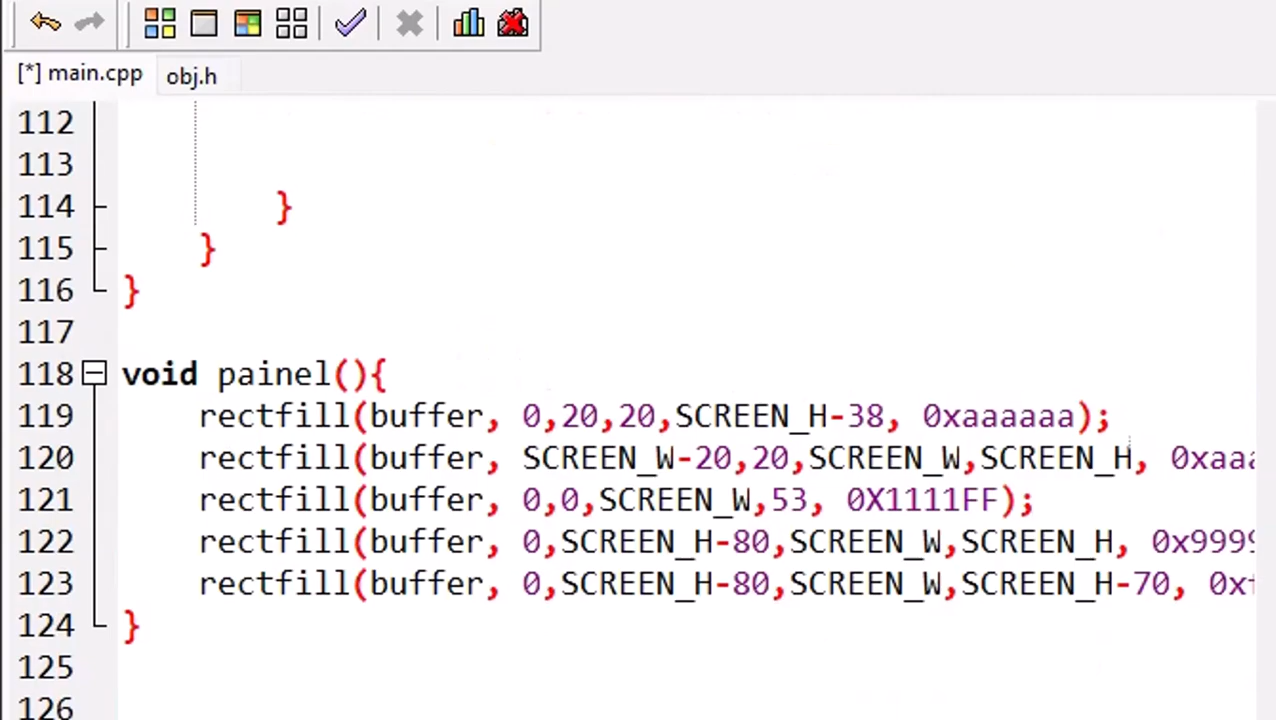 [*] main.cpp obj.h
112
113
114 }
115 }
116 }
117
118 void painel(){
119 rectfill(buffer, 0,20,20,SCREEN_H-38, 0xaaaaaa);
120 rectfill(buffer, SCREEN_W-20,20,SCREEN_W,SCREEN_H, 0xaaa
121 rectfill(buffer, 0,0,SCREEN_W,53, 0X1111FF);
122 rectfill(buffer, 0,SCREEN_H-80,SCREEN_W,SCREEN_H, 0x9999
123 rectfill(buffer, 0,SCREEN_H-80,SCREEN_W,SCREEN_H-70, 0xf
124 }
125
126